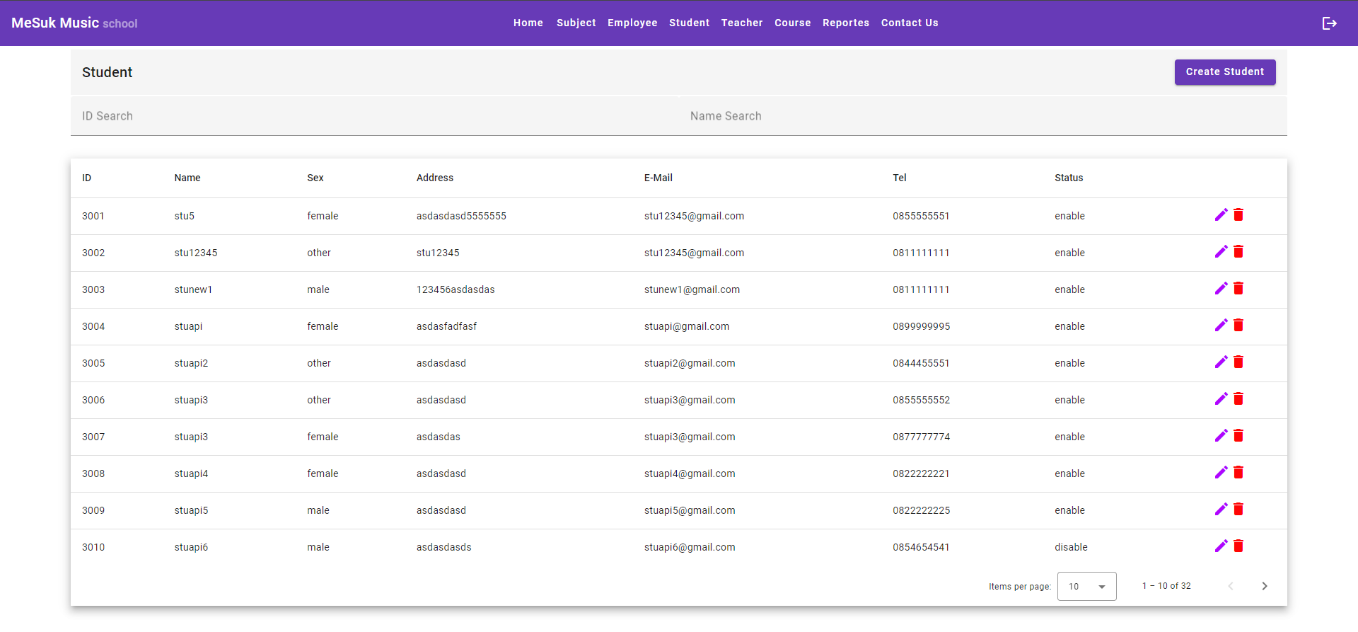 MeSuk Music school Home Subject Employee Student Teacher Course Reportes Contact Us
Student Create Student
ID Search Name Search
ID Name Sex Address E-Mail Tel Status
3001 stu5 female asdasdasd5555555 stu12345@gmail.com 0855555551 enable
3002 stu12345 other stu12345 stu12345@gmail.com 0811111111 enable
3003 stunew1 male 123456asdasdas stunew1@gmail.com 0811111111 enable
3004 stuapi female asdasfadfasf stuapi@gmail.com 0899999995 enable
3005 stuapi2 other asdasdasd stuapi2@gmail.com 0844455551 enable
3006 stuapi3 other asdasdasd stuapi3@gmail.com 0855555552 enable
3007 stuapi3 female asdasdas stuapi3@gmail.com 0877777774 enable
3008 stuapi4 female asdasdasd stuapi4@gmail.com 0822222221 enable
3009 stuapi5 male asdasdasd stuapi5@gmail.com 0822222225 enable
3010 stuapi6 male asdasdasds stuapi6@gmail.com 0854654541 disable
Items per page: 10 1 – 10 of 32